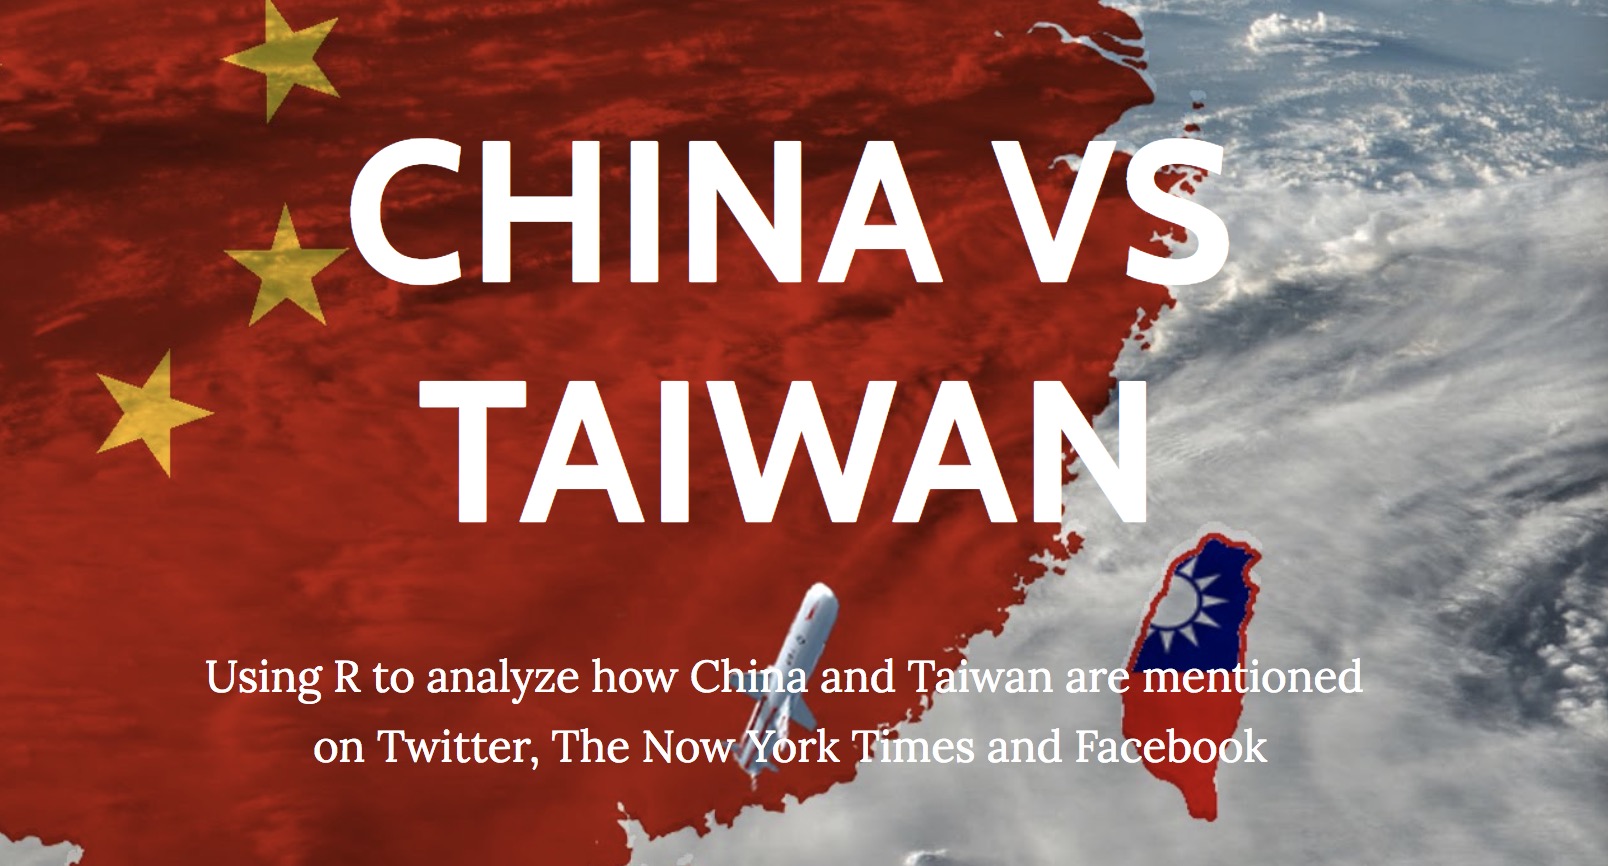 CHINA VS
TAIWAN
Using R to analyze how China and Taiwan are mentioned
on Twitter, The Now York Times and Facebook